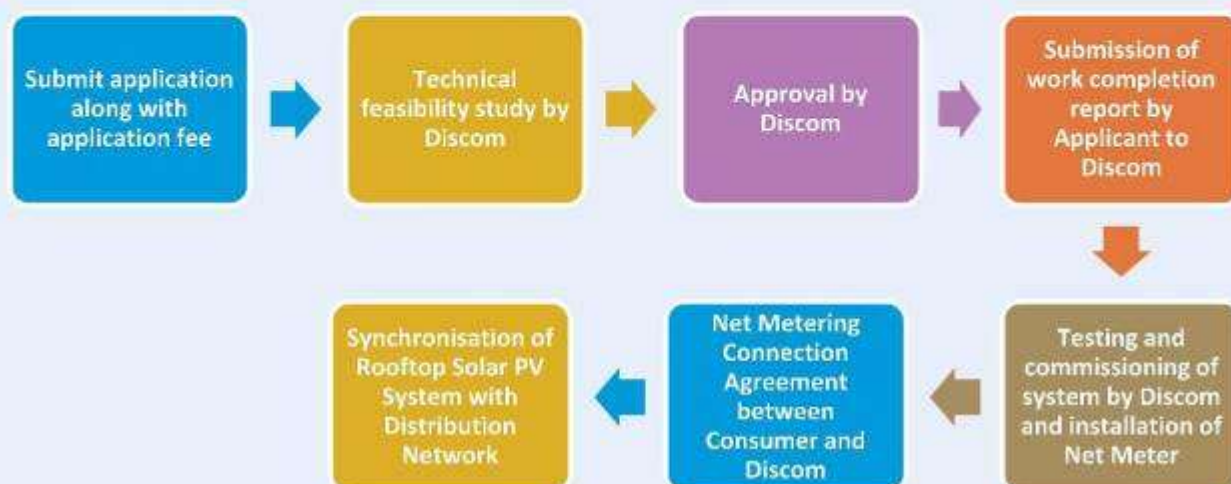 Submit application
along with
application fee
Technical
feasibility study by
Discom
Approval by
Discom
Submission of
work completion
report by
Applicant to
Discom
Testing and
commissioning of
system by Discom
and installation of
Net Meter
Net Metering
Connection
Agreement
between
Consumer and
Discom
Synchronisation of
Rooftop Solar PV
System with
Distribution
Network